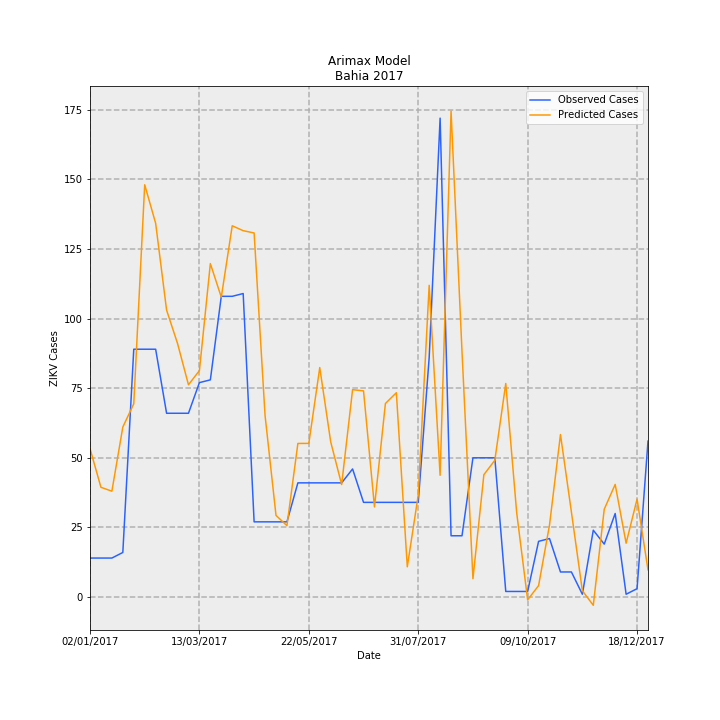 Arimax Model
Bahia 2017
Observed Cases
Predicted Cases
ZIKV Cases
175
150
125
100
75
50
25
0
02/01/2017
13/03/2017
22/05/2017
31/07/2017
09/10/2017
18/12/2017
Date